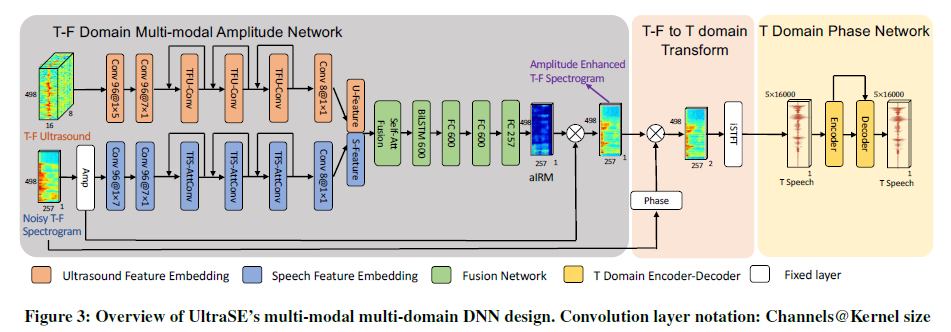 T-F Domain Multi-modal Amplitude Network
T-F to T domain
Transform
T Domain Phase Network
498
16
8
T-F Ultrasound
Conv 96@1×5
Conv 96@7×1
TFU-Conv
TFU-Conv
TFU-Conv
Conv 8@1×1
U-Feature
S-Feature
498
257
1
Noisy T-F
Spectrogram
Amp
Conv 96@1×7
Conv 96@7×1
TFS-AttConv
TFS-AttConv
TFS-AttConv
Conv 8@1×1
Self-Att
Fusion
BiLSTM 600
FC 600
FC 600
FC 257
498
257
1
aIRM
Amplitude Enhanced
T-F Spectrogram
498
257
1
Phase
498
257
2
iSTFT
5×16000
1
T Speech
Encoder
Decoder
5×16000
1
T Speech
Ultrasound Feature Embedding
Speech Feature Embedding
Fusion Network
T Domain Encoder-Decoder
Fixed layer
Figure 3: Overview of UltraSE's multi-modal multi-domain DNN design. Convolution layer notation: Channels@Kernel size